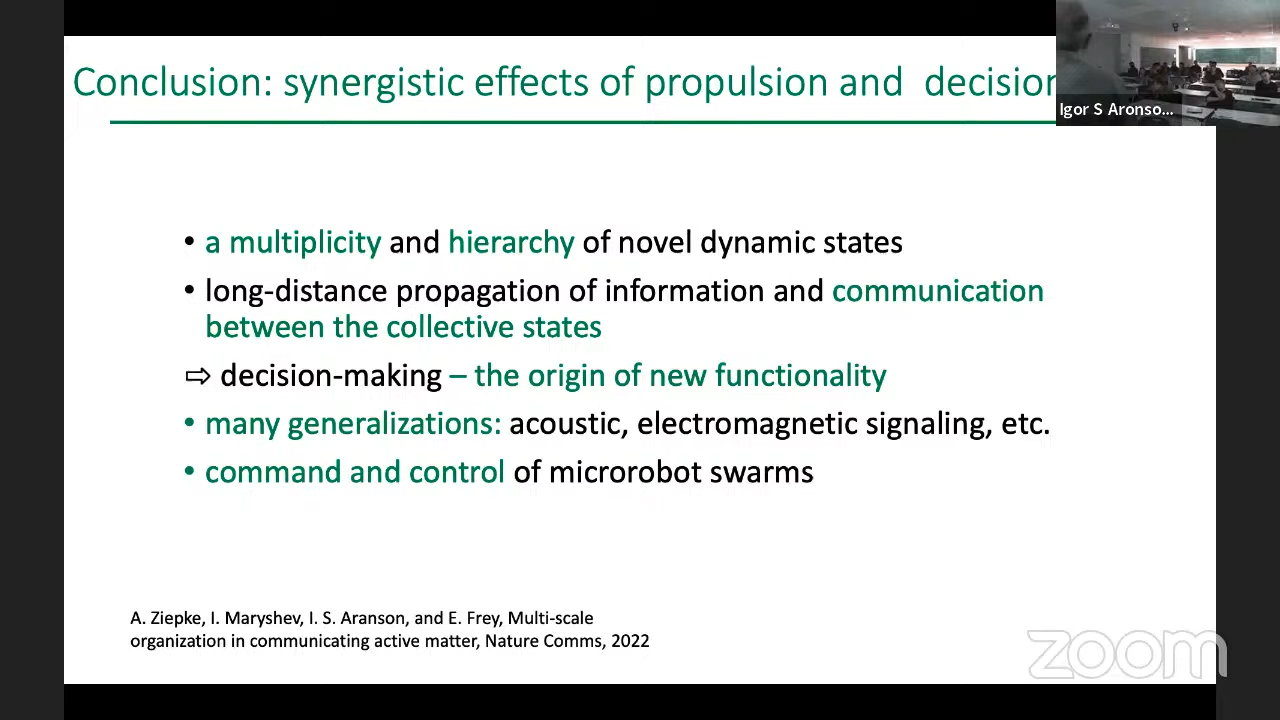 Conclusion: synergistic effects of propulsion and decision
Igor S Aronso...
• a multiplicity and hierarchy of novel dynamic states
• long-distance propagation of information and communication
between the collective states
⇨ decision-making – the origin of new functionality
• many generalizations: acoustic, electromagnetic signaling, etc.
• command and control of microrobot swarms
A. Ziepke, I. Maryshev, I. S. Aranson, and E. Frey, Multi-scale
organization in communicating active matter, Nature Comms, 2022
zoom